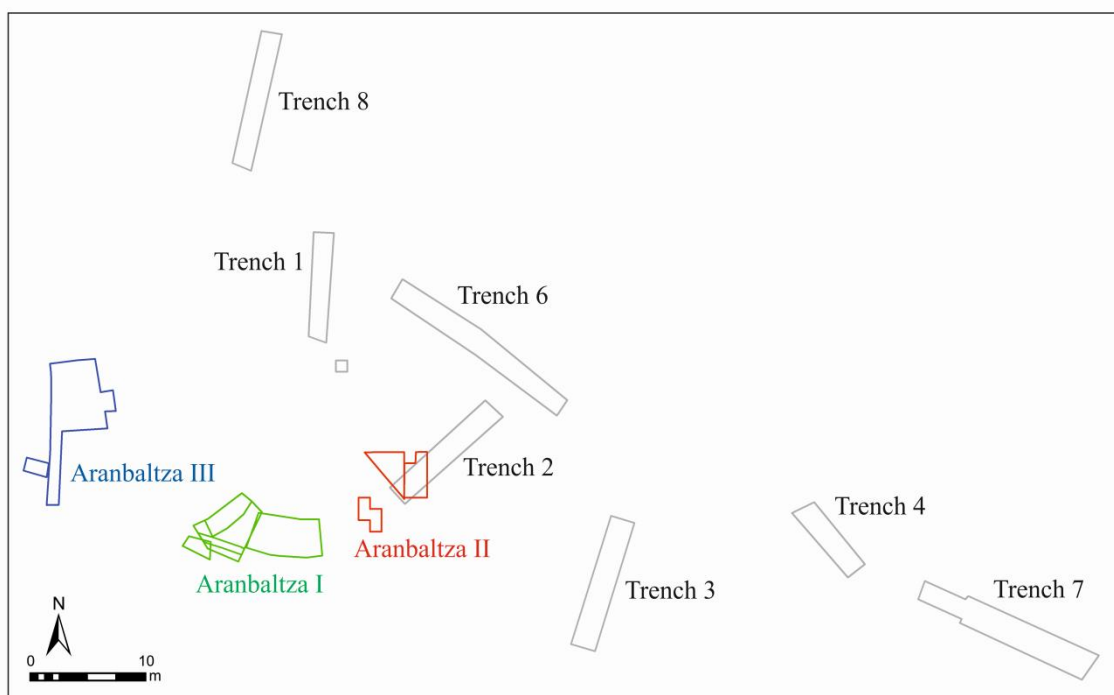 Trench 8
Trench 1
Trench 6
Aranbaltza III
Trench 2
Trench 4
Aranbaltza II
Aranbaltza I
Trench 3
Trench 7
N
0 10
m